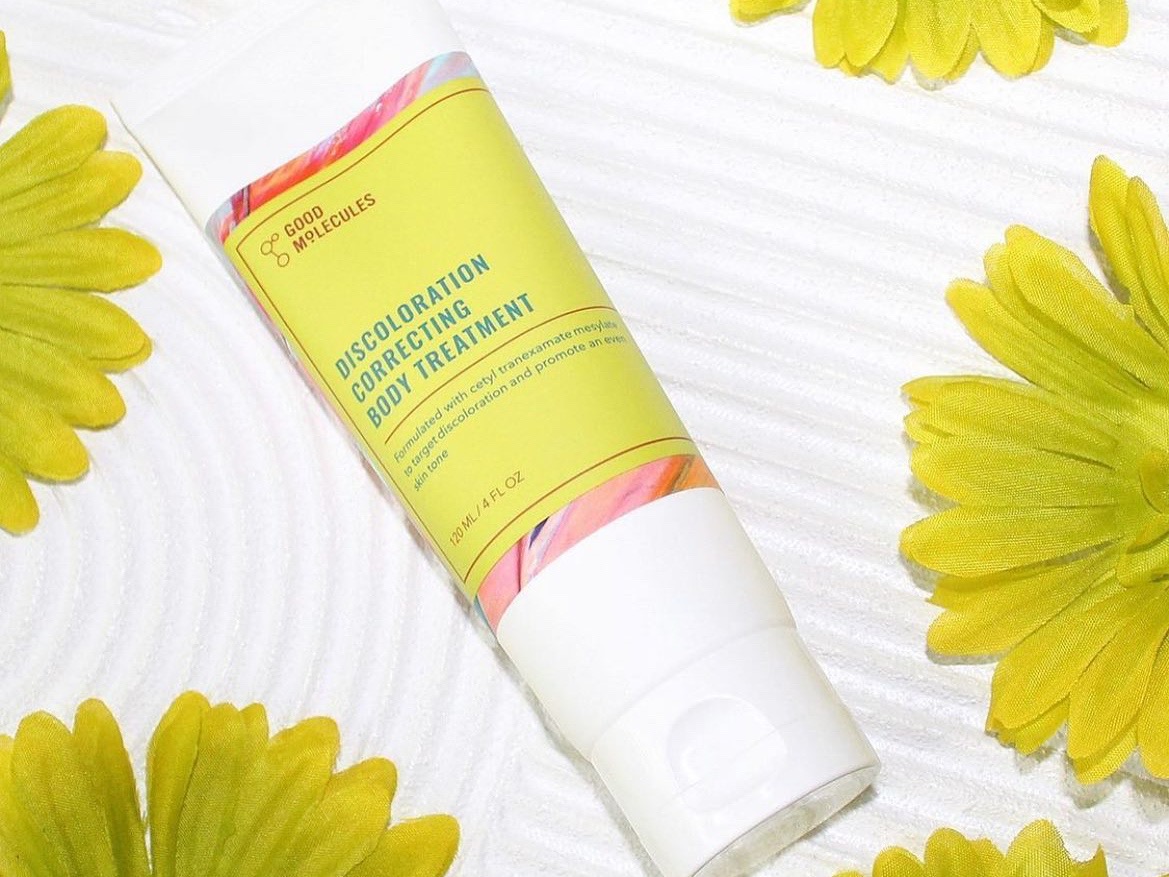 GOOD
MOLECULES
DISCOLORATION
CORRECTING
BODY TREATMENT
Formulated with cetyl tranexamate mesylate
to target discoloration and promote an even
skin tone
120 ML / 4 FL OZ